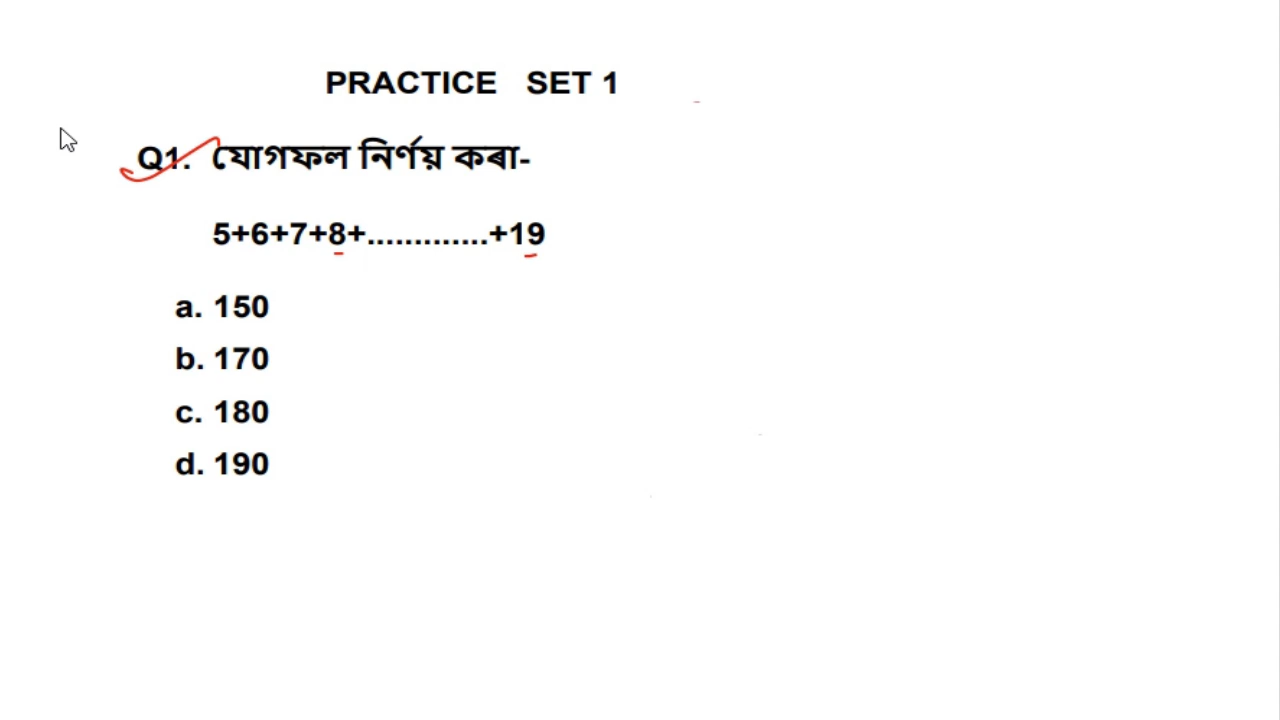 PRACTICE SET 1
Q1. যোগফল নিৰ্ণয় কৰা-
5+6+7+8+.............+19
a. 150
b. 170
c. 180
d. 190